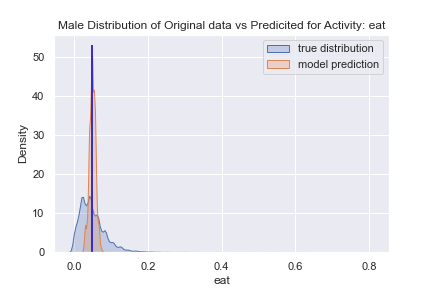 Male Distribution of Original data vs Predicited for Activity: eat
true distribution
model prediction
50
40
30
20
10
0
Density
0.0 0.2 0.4 0.6 0.8
eat